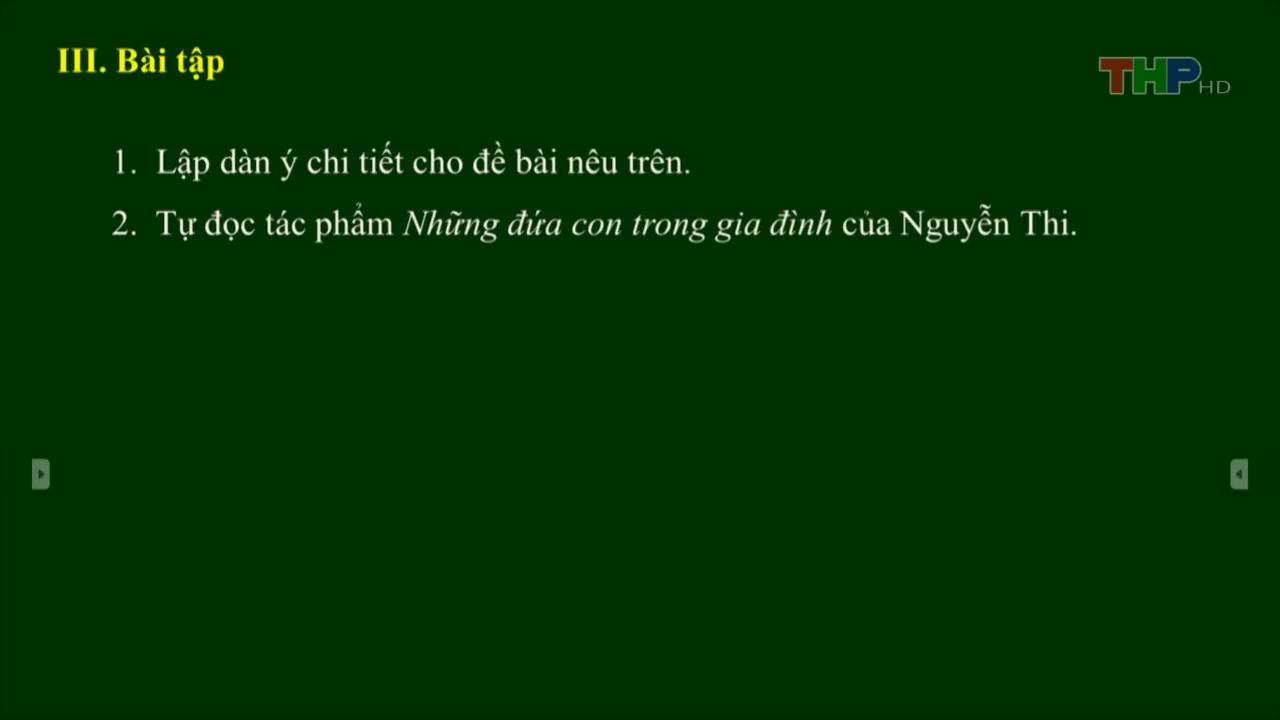 III. Bài tập
THP HD
1. Lập dàn ý chi tiết cho đề bài nêu trên.
2. Tự đọc tác phẩm Những đứa con trong gia đình của Nguyễn Thi.